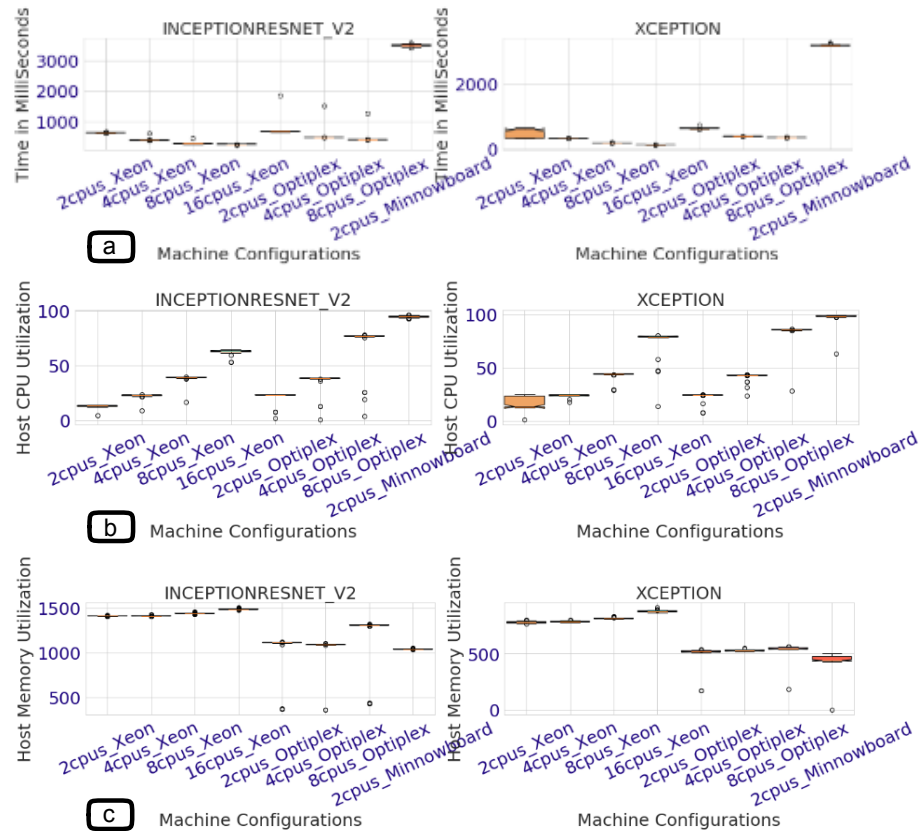 INCEPTIONRESNET_V2
XCEPTION
Time in MilliSeconds
3000
2000
1000
Time in MilliSeconds
2000
0
2cpus_Xeon
4cpus_Xeon
8cpus_Xeon
16cpus_Xeon
2cpus_Optiplex
4cpus_Optiplex
8cpus_Optiplex
2cpus_Minnowboard
2cpus_Xeon
4cpus_Xeon
8cpus_Xeon
16cpus_Xeon
2cpus_Optiplex
4cpus_Optiplex
8cpus_Optiplex
2cpus_Minnowboard
a
Machine Configurations
Machine Configurations
INCEPTIONRESNET_V2
XCEPTION
Host CPU Utilization
100
50
0
Host CPU Utilization
100
50
0
2cpus_Xeon
4cpus_Xeon
8cpus_Xeon
16cpus_Xeon
2cpus_Optiplex
4cpus_Optiplex
8cpus_Optiplex
2cpus_Minnowboard
2cpus_Xeon
4cpus_Xeon
8cpus_Xeon
16cpus_Xeon
2cpus_Optiplex
4cpus_Optiplex
8cpus_Optiplex
2cpus_Minnowboard
b
Machine Configurations
Machine Configurations
INCEPTIONRESNET_V2
XCEPTION
Host Memory Utilization
1500
1000
500
Host Memory Utilization
500
0
2cpus_Xeon
4cpus_Xeon
8cpus_Xeon
16cpus_Xeon
2cpus_Optiplex
4cpus_Optiplex
8cpus_Optiplex
2cpus_Minnowboard
2cpus_Xeon
4cpus_Xeon
8cpus_Xeon
16cpus_Xeon
2cpus_Optiplex
4cpus_Optiplex
8cpus_Optiplex
2cpus_Minnowboard
c
Machine Configurations
Machine Configurations